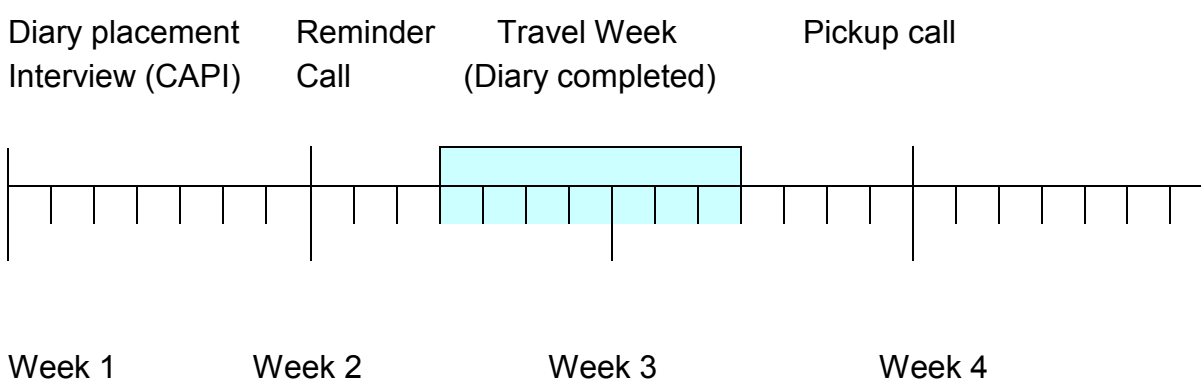 Diary placement
Interview (CAPI)
Reminder
Call
Travel Week
(Diary completed)
Pickup call
Week 1
Week 2
Week 3
Week 4